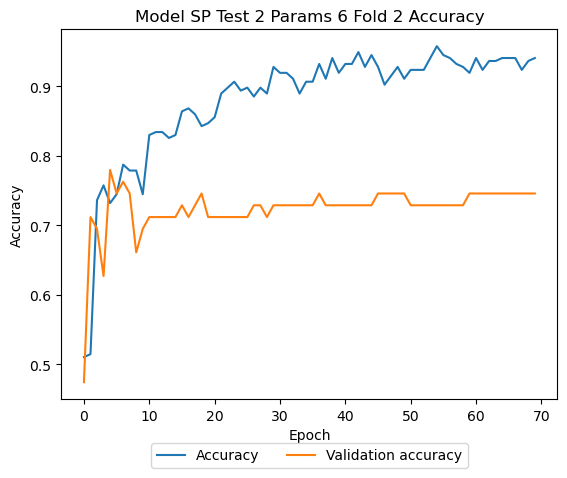 Model SP Test 2 Params 6 Fold 2 Accuracy
Accuracy
0.9
0.8
0.7
0.6
0.5
0 10 20 30 40 50 60 70
Epoch
Accuracy Validation accuracy